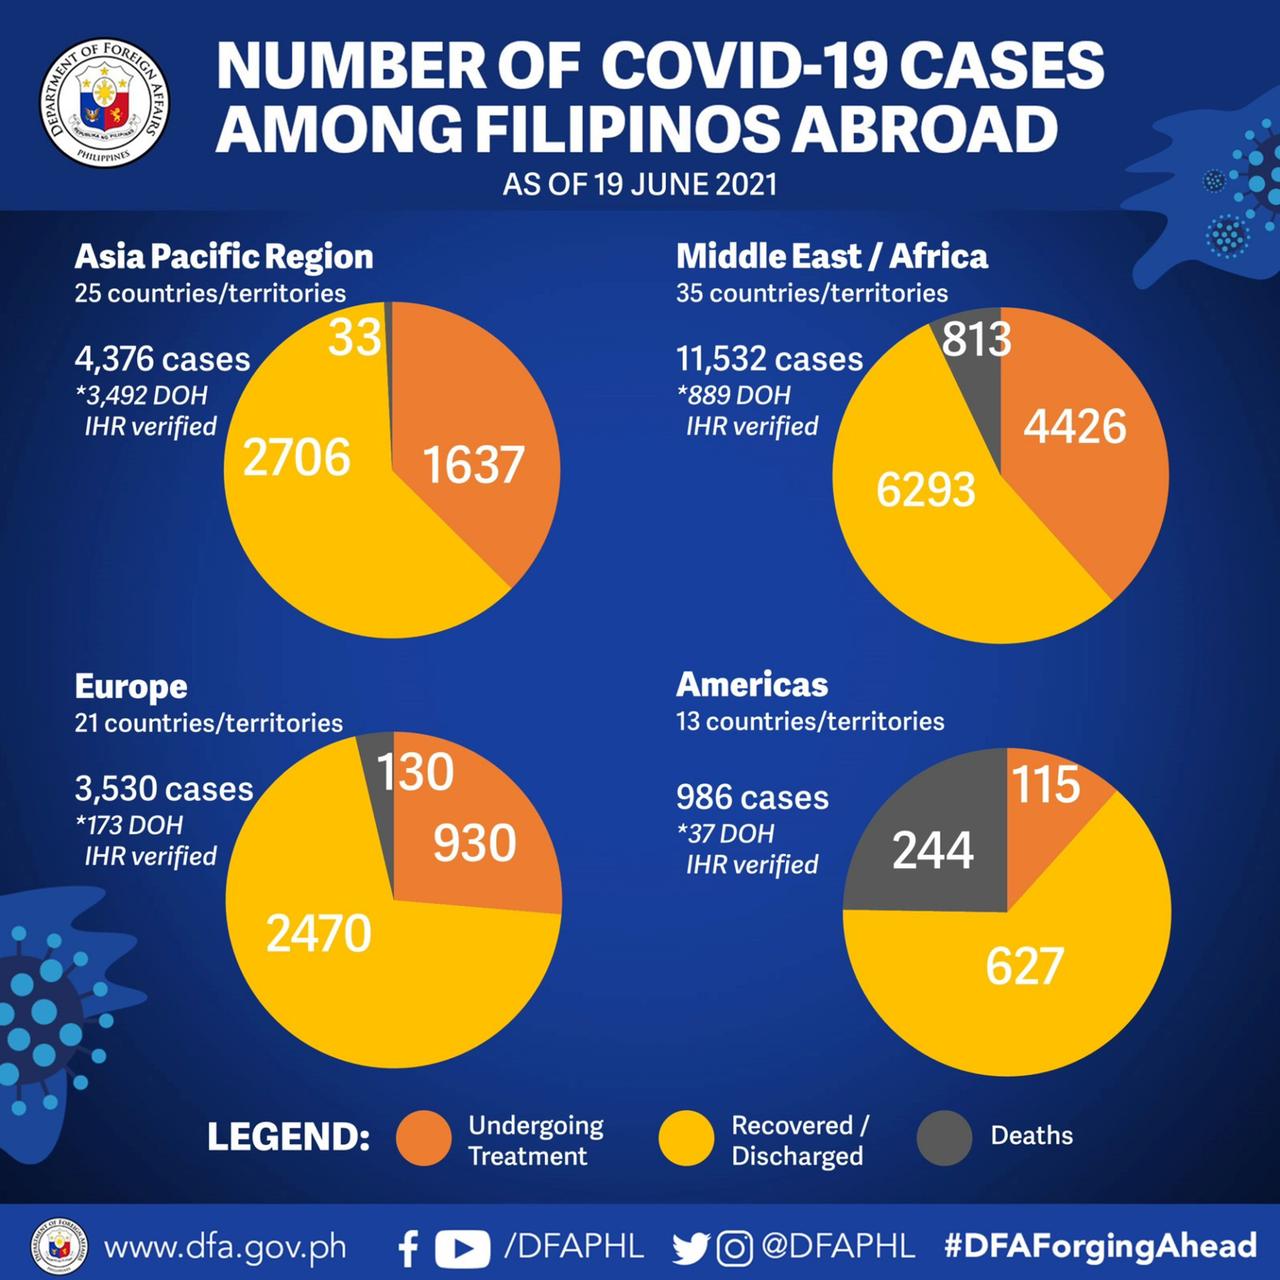 DEPARTMENT OF FOREIGN AFFAIRS
PHILIPPINES
NUMBER OF COVID-19 CASES
AMONG FILIPINOS ABROAD
AS OF 19 JUNE 2021
Asia Pacific Region
25 countries/territories
4,376 cases
*3,492 DOH
IHR verified
33
2706
1637
Middle East / Africa
35 countries/territories
11,532 cases
*889 DOH
IHR verified
813
4426
6293
Europe
21 countries/territories
3,530 cases
*173 DOH
IHR verified
130
930
2470
Americas
13 countries/territories
986 cases
*37 DOH
IHR verified
115
244
627
LEGEND:
Undergoing
Treatment
Recovered /
Discharged
Deaths
www.dfa.gov.ph
/DFAPHL
@DFAPHL
#DFAForgingAhead